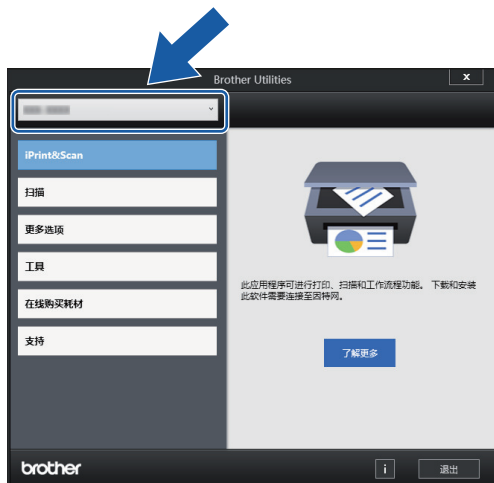 Brother Utilities
x
iPrint&Scan
扫描
更多选项
工具
在线购买耗材
支持
此应用程序可进行打印、扫描和工作流程功能。 下载和安装
此软件需要连接至因特网。
了解更多
brother
i
退出